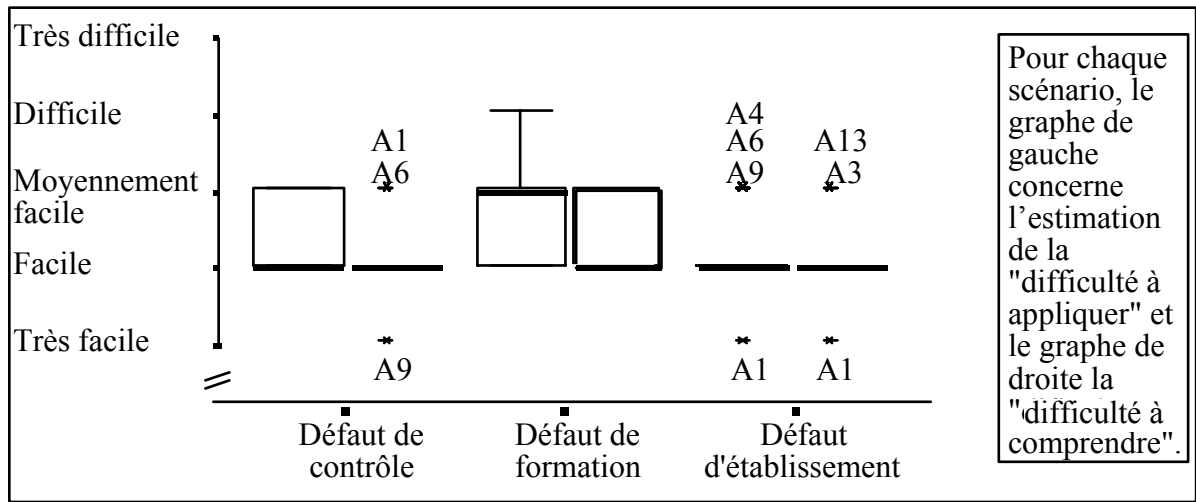 Très difficile
Difficile
Moyennement
facile
Facile
Très facile
A1
A6
A9
A4
A6
A9
A1
A13
A3
A1
Défaut de
contrôle
Défaut de
formation
Défaut
d'établissement
Pour chaque
scénario, le
graphe de
gauche
concerne
l’estimation
de la
"difficulté à
appliquer" et
le graphe de
droite la
"difficulté à
comprendre".